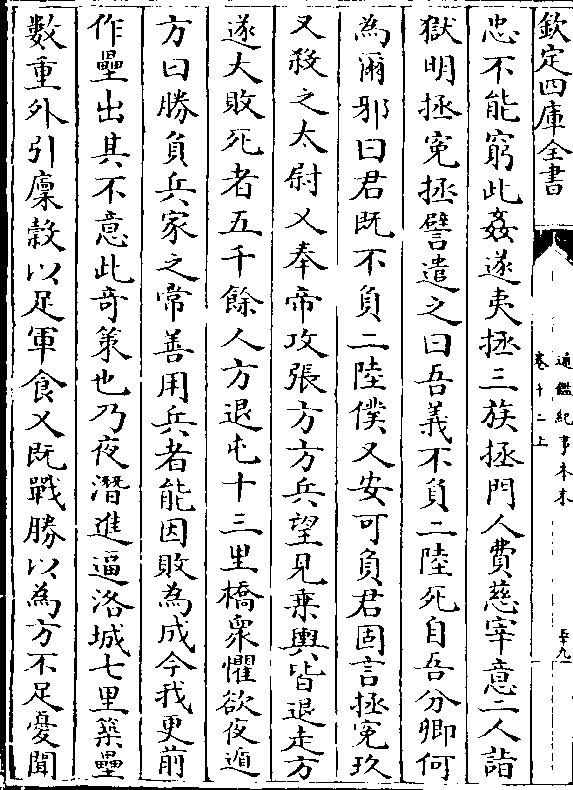 欽定四庫全書
通鑑紀事本末
卷十二上
忠不能窮此姦遂夷拯三族拯門人費慈宰意二人詣
獄明拯寃拯譬遣之曰吾義不負二陸死自吾分卿何
為爾邪曰君既不負二陸僕又安可負君固言拯寃玖
又殺之太尉乂奉帝攻張方方兵望見乗輿皆退走方
遂大敗死者五千餘人方退屯十三里橋衆懼欲夜遁
方曰勝負兵家之常善用兵者能因敗為成今我更前
作壘出其不意此奇策也乃夜潛進逼洛城七里築壘
數重外引廩穀以足軍食乂既戰勝以為方不足憂聞